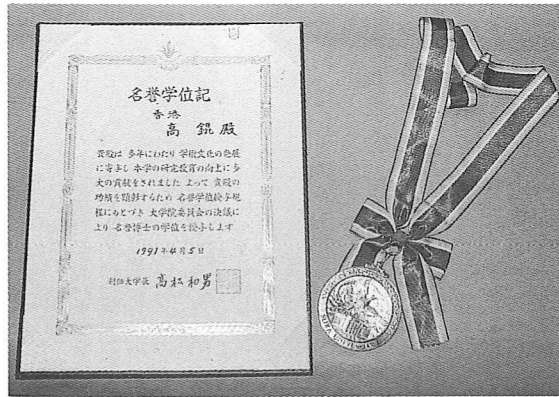 名誉学位記
香港
高 錕 殿
貴殿は 多年にわたり 学術文化の発展
に寄与し 本学の研究教育の向上に多
大の貢献をされました よって 貴殿の
功績を顕彰するため 名誉学位授与規
程にもとづき 大学院委員会の決議に
より 名誉博士の学位を授与します
1991年4月5日
創価大学長 高松和男
UNIVERSITY